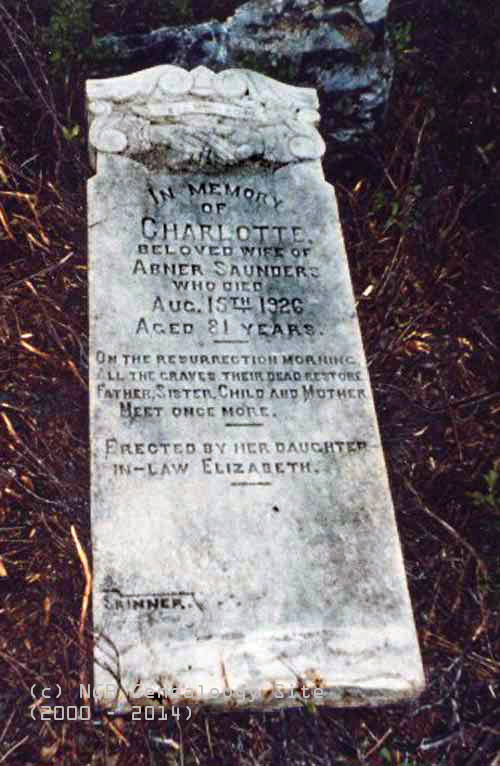 In Memory
of
Charlotte.
Beloved wife of
Abner Saunders
who died
Aug. 15th 1926
Aged 81 years.
On the resurrection morning
All the graves their dead restore
Father, Sister, Child and Mother
Meet once more.
Erected by her daughter-
in-law Elizabeth.
Skinner.
(c) NGB Genealogy Site
(2000 - 2014)